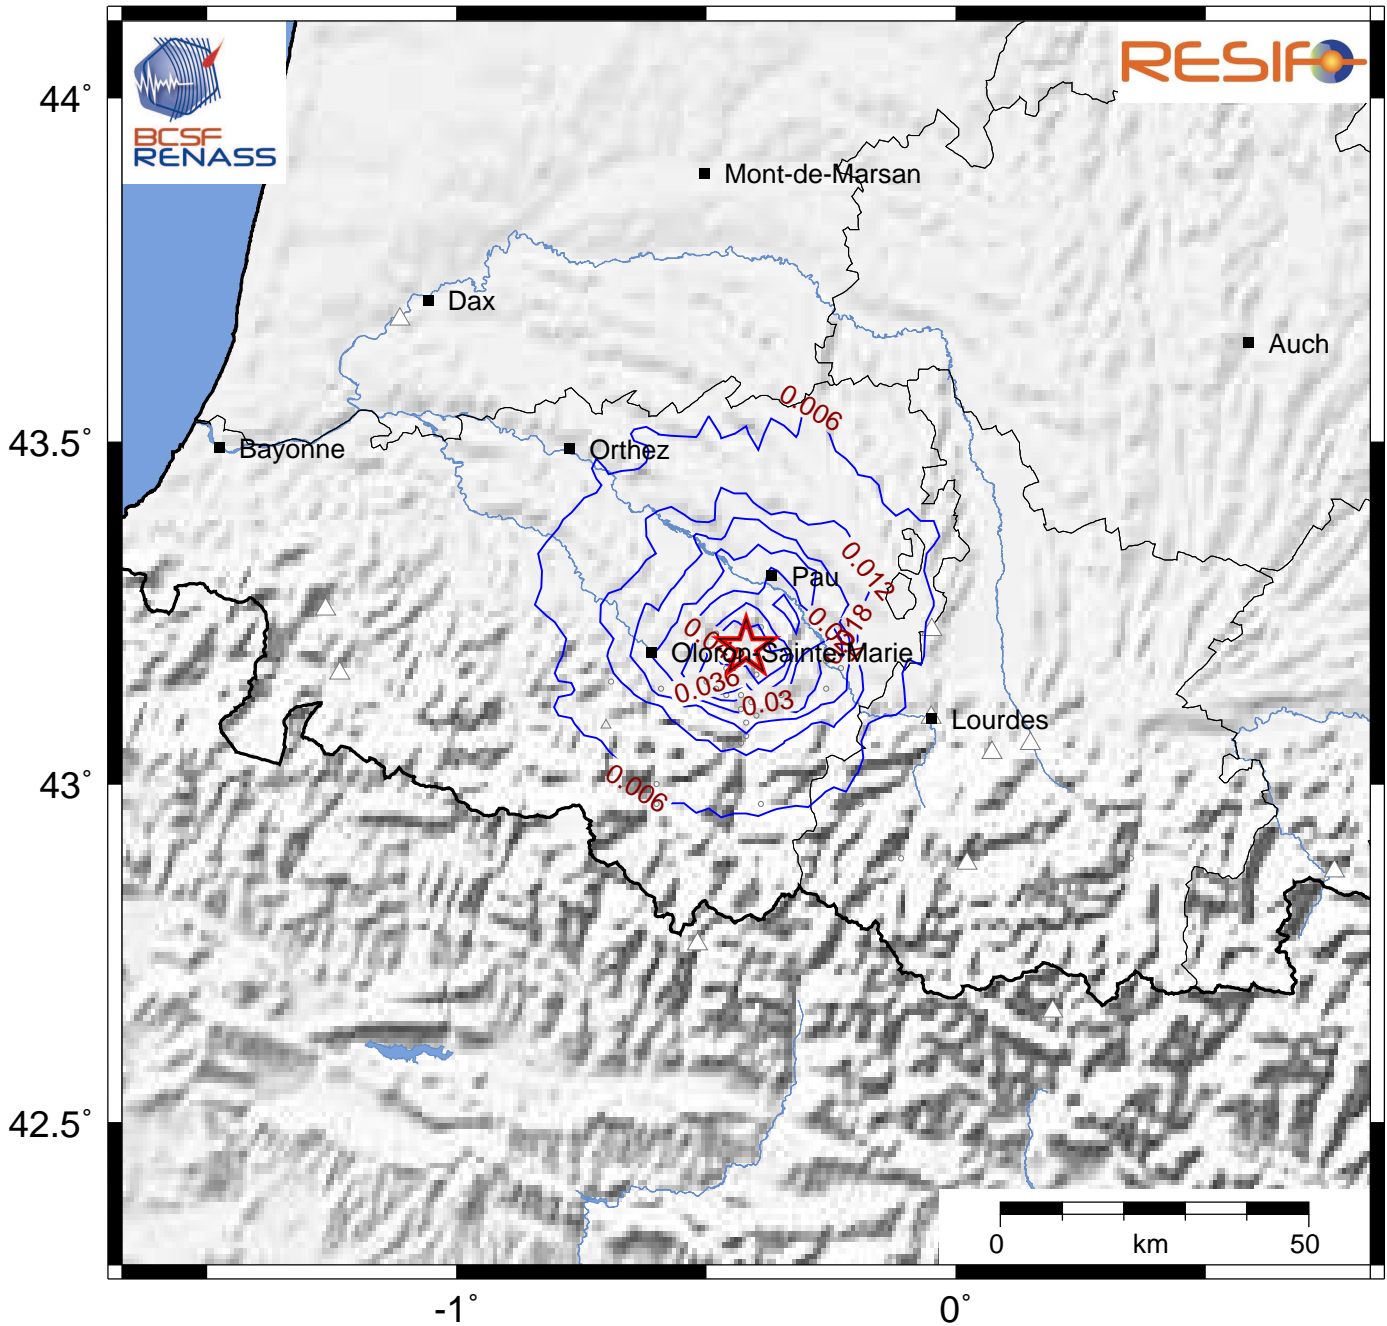 BCSF
RENASS
RESIF
44°
Mont-de-Marsan
Dax
Auch
0.006
43.5°
Bayonne
Orthez
0.012
Pau
0.018
Oloron-Sainte-Marie
0.036
0.03
Lourdes
43°
0.006
42.5°
0
km
50
-1°
0°